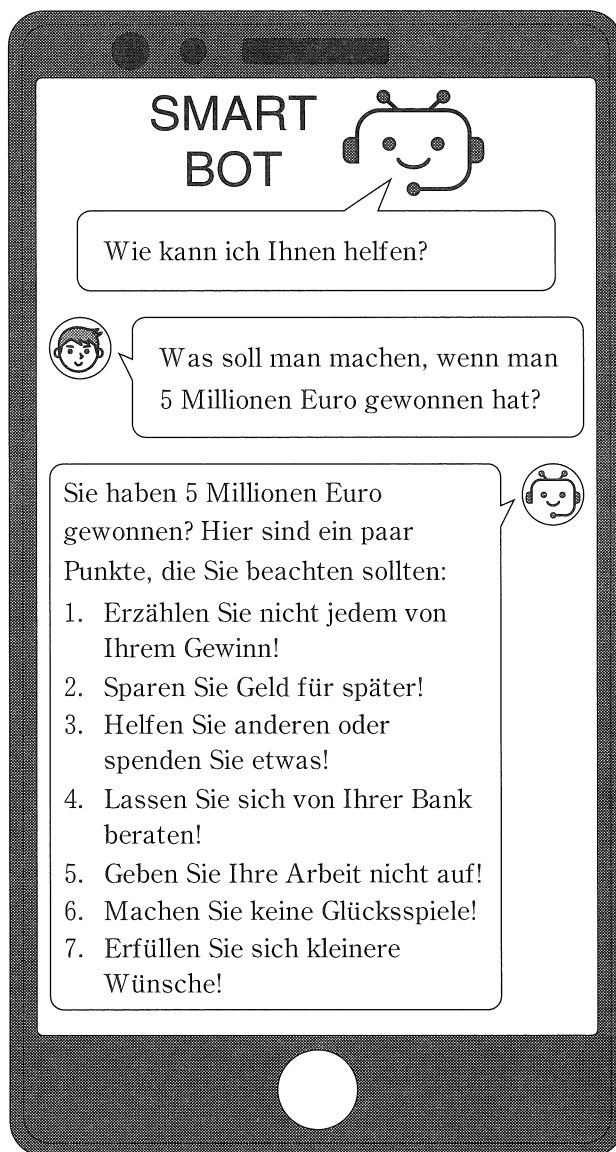 SMART
BOT
Wie kann ich Ihnen helfen?
Was soll man machen, wenn man
5 Millionen Euro gewonnen hat?
Sie haben 5 Millionen Euro
gewonnen? Hier sind ein paar
Punkte, die Sie beachten sollten:
1. Erzählen Sie nicht jedem von
Ihrem Gewinn!
2. Sparen Sie Geld für später!
3. Helfen Sie anderen oder
spenden Sie etwas!
4. Lassen Sie sich von Ihrer Bank
beraten!
5. Geben Sie Ihre Arbeit nicht auf!
6. Machen Sie keine Glücksspiele!
7. Erfüllen Sie sich kleinere
Wünsche!